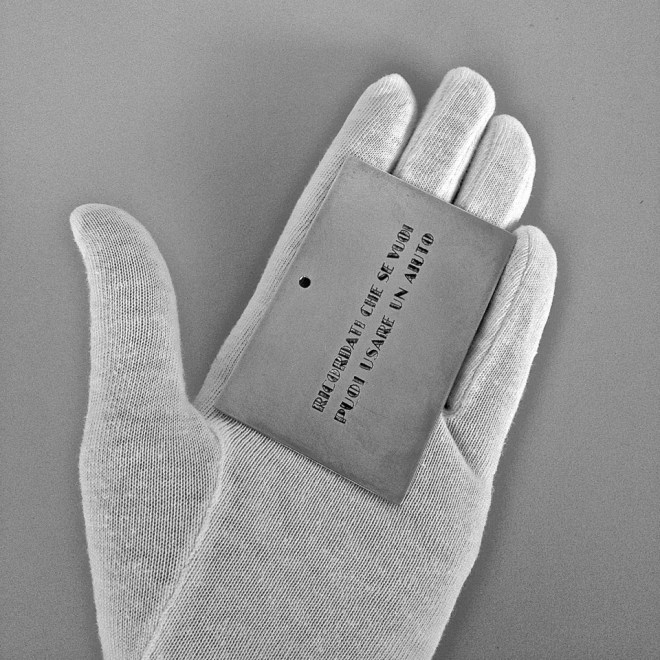 RICORDATI CHE SE VUOI
PUOI USARE UN AIUTO